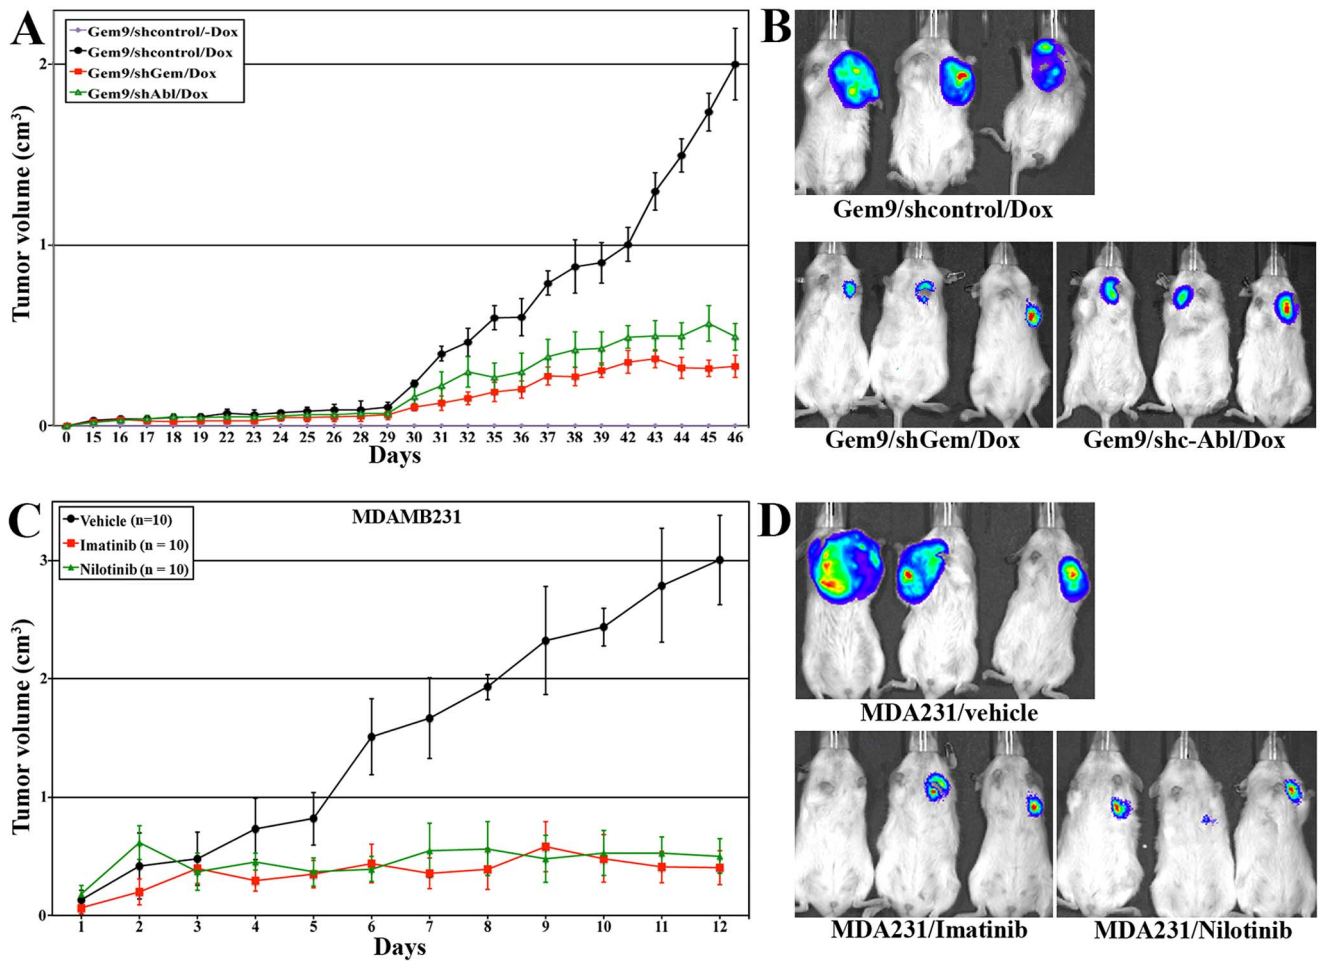 A
Gem9/shcontrol/-Dox
Gem9/shcontrol/Dox
Gem9/shGem/Dox
Gem9/shAbl/Dox
Tumor volume (cm³)
2
1
0
0 15 16 17 18 19 22 23 24 25 26 28 29 30 31 32 35 36 37 38 39 42 43 44 45 46
Days
B
Gem9/shcontrol/Dox
Gem9/shGem/Dox
Gem9/shc-Abl/Dox
C
MDAMB231
Vehicle (n=10)
Imatinib (n = 10)
Nilotinib (n = 10)
Tumor volume (cm³)
3
2
1
0
1 2 3 4 5 6 7 8 9 10 11 12
Days
D
MDA231/vehicle
MDA231/Imatinib
MDA231/Nilotinib